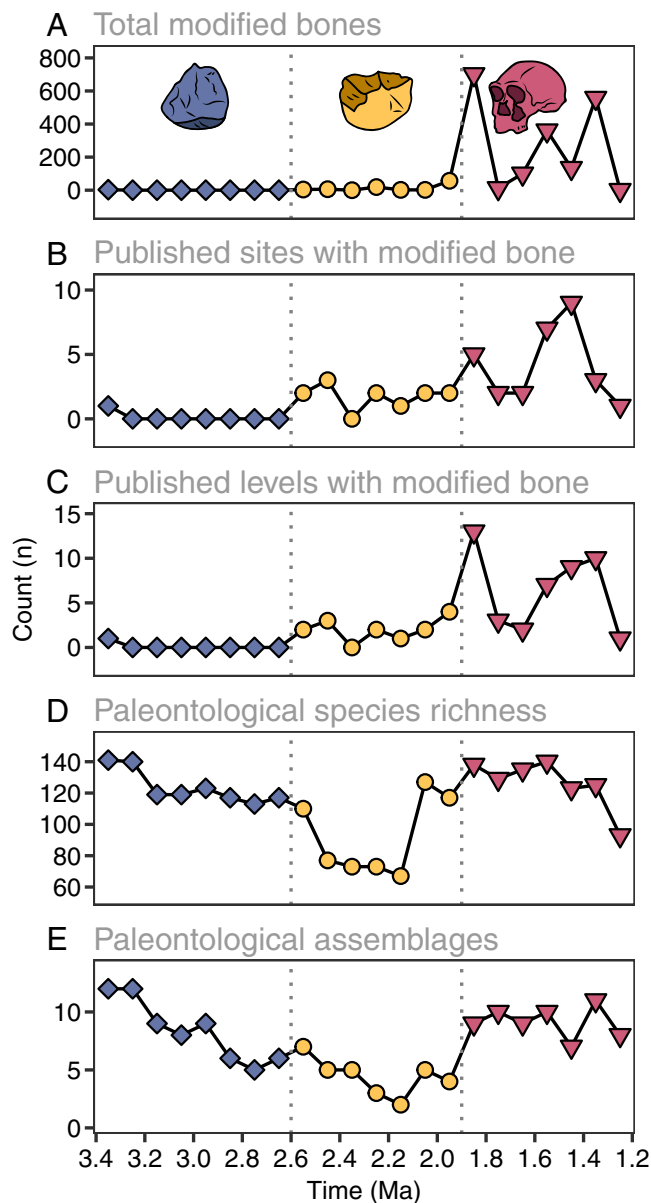 A Total modified bones
800
600
400
200
0
B Published sites with modified bone
10
5
0
C Published levels with modified bone
15
10
5
0
Count (n)
D Paleontological species richness
140
120
100
80
60
E Paleontological assemblages
10
5
0
3.4 3.2 3.0 2.8 2.6 2.4 2.2 2.0 1.8 1.6 1.4 1.2
Time (Ma)